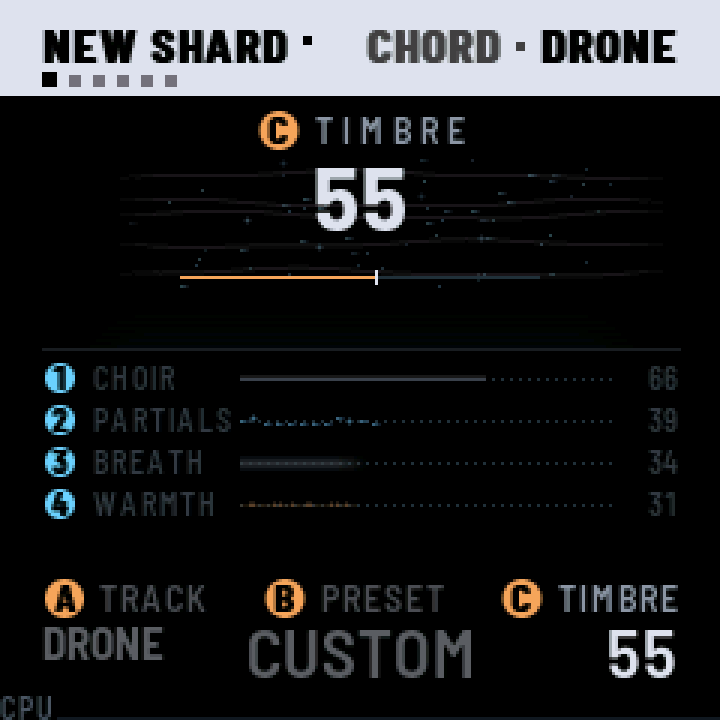 NEW SHARD CHORD · DRONE
C TIMBRE
55
1 CHOIR 66
2 PARTIALS 39
3 BREATH 34
4 WARMTH 31
A TRACK B PRESET C TIMBRE
DRONE CUSTOM 55
CPU